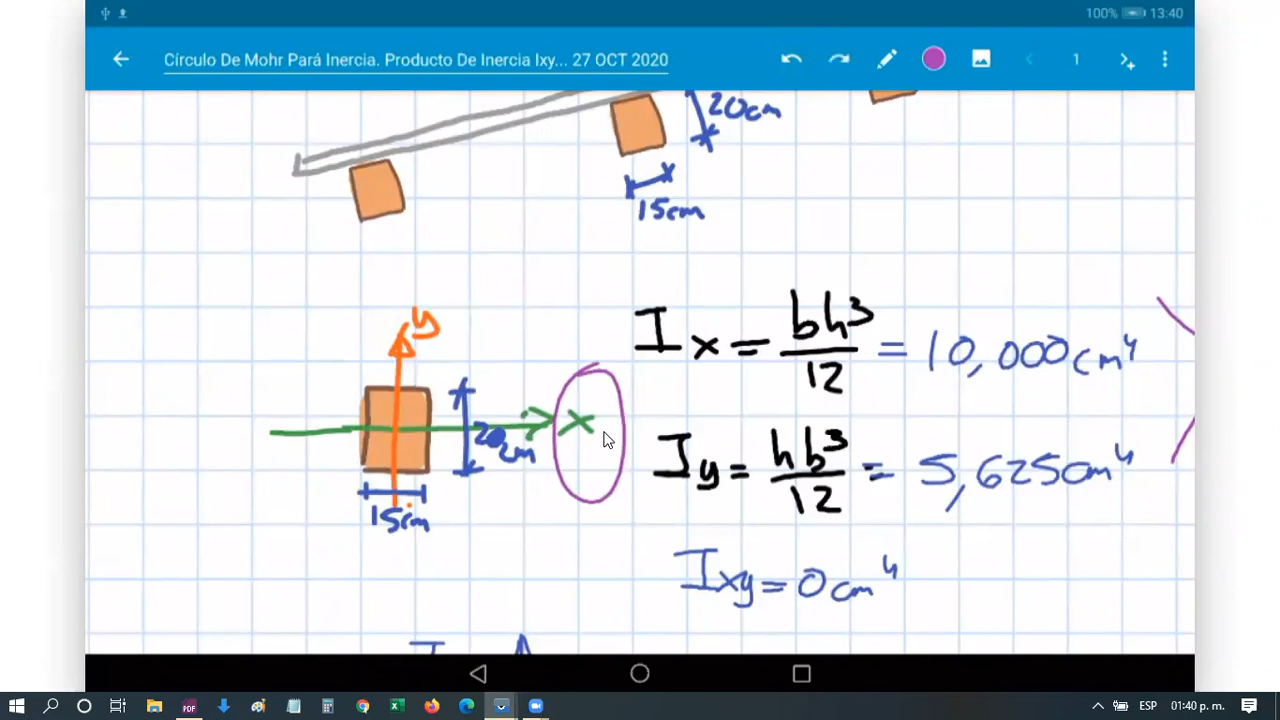 100% 13:40
Círculo De Mohr Pará Inercia. Producto De Inercia Ixy... 27 OCT 2020
1
20cm
15cm
y
x
20cm
15cm
Ix = bh³/12 = 10,000cm⁴
Iy = hb³/12 = 5,625cm⁴
Ixy = 0cm⁴
I
ESP 01:40 p. m.